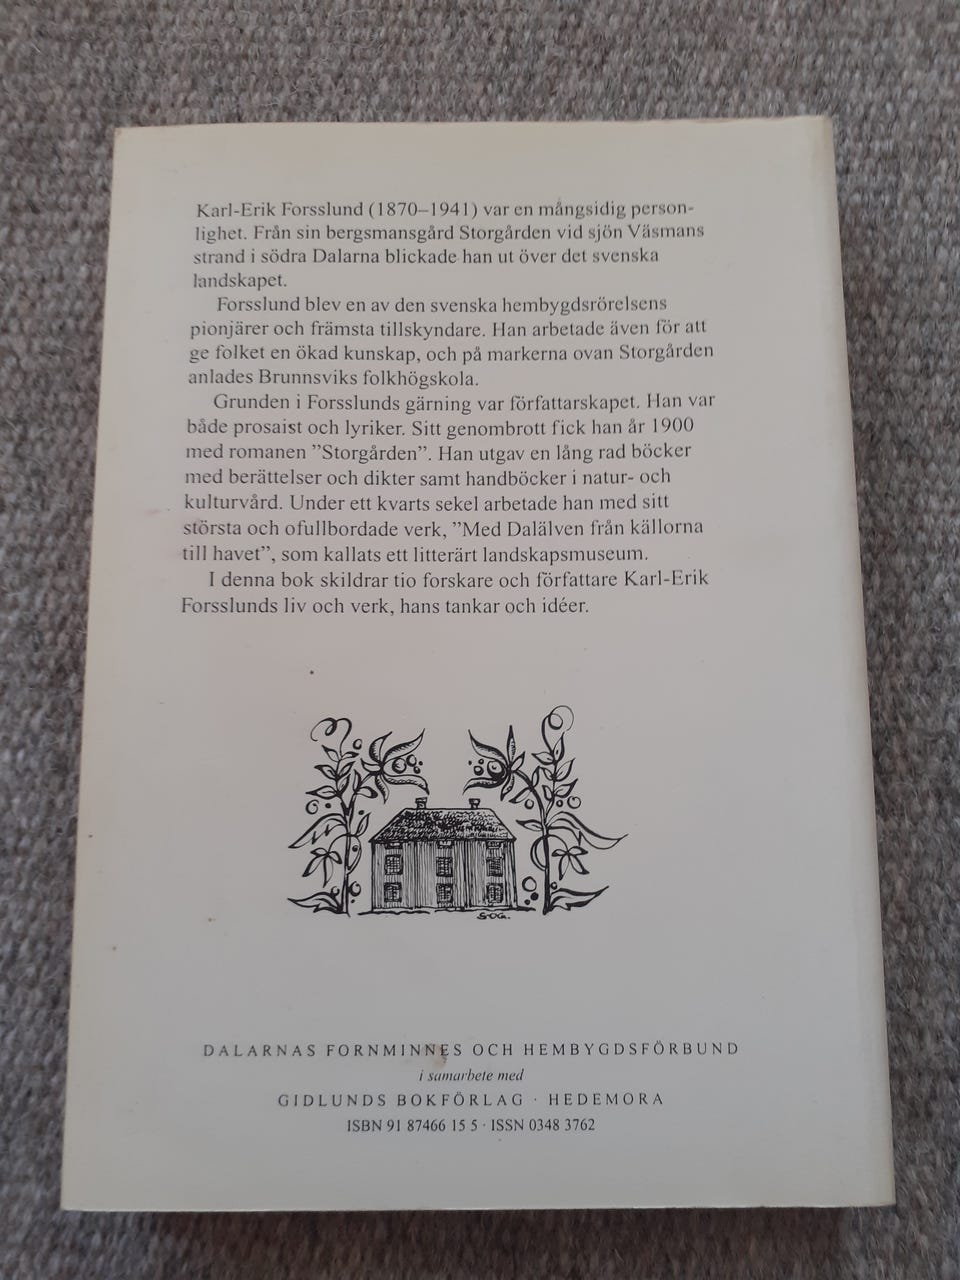 Karl-Erik Forsslund (1870–1941) var en mångsidig person-
lighet. Från sin bergsmansgård Storgården vid sjön Väsmans
strand i södra Dalarna blickade han ut över det svenska
landskapet.
Forsslund blev en av den svenska hembygdsrörelsens
pionjärer och främsta tillskyndare. Han arbetade även för att
ge folket en ökad kunskap, och på markerna ovan Storgården
anlades Brunnsviks folkhögskola.
Grunden i Forsslunds gärning var författarskapet. Han var
både prosaist och lyriker. Sitt genombrott fick han år 1900
med romanen ”Storgården”. Han utgav en lång rad böcker
med berättelser och dikter samt handböcker i natur- och
kulturvård. Under ett kvarts sekel arbetade han med sitt
största och ofullbordade verk, ”Med Dalälven från källorna
till havet”, som kallats ett litterärt landskapsmuseum.
I denna bok skildrar tio forskare och författare Karl-Erik
Forsslunds liv och verk, hans tankar och idéer.
DALARNAS FORNMINNES OCH HEMBYGDSFÖRBUND
i samarbete med
GIDLUNDS BOKFÖRLAG · HEDEMORA
ISBN 91 87466 15 5 · ISSN 0348 3762